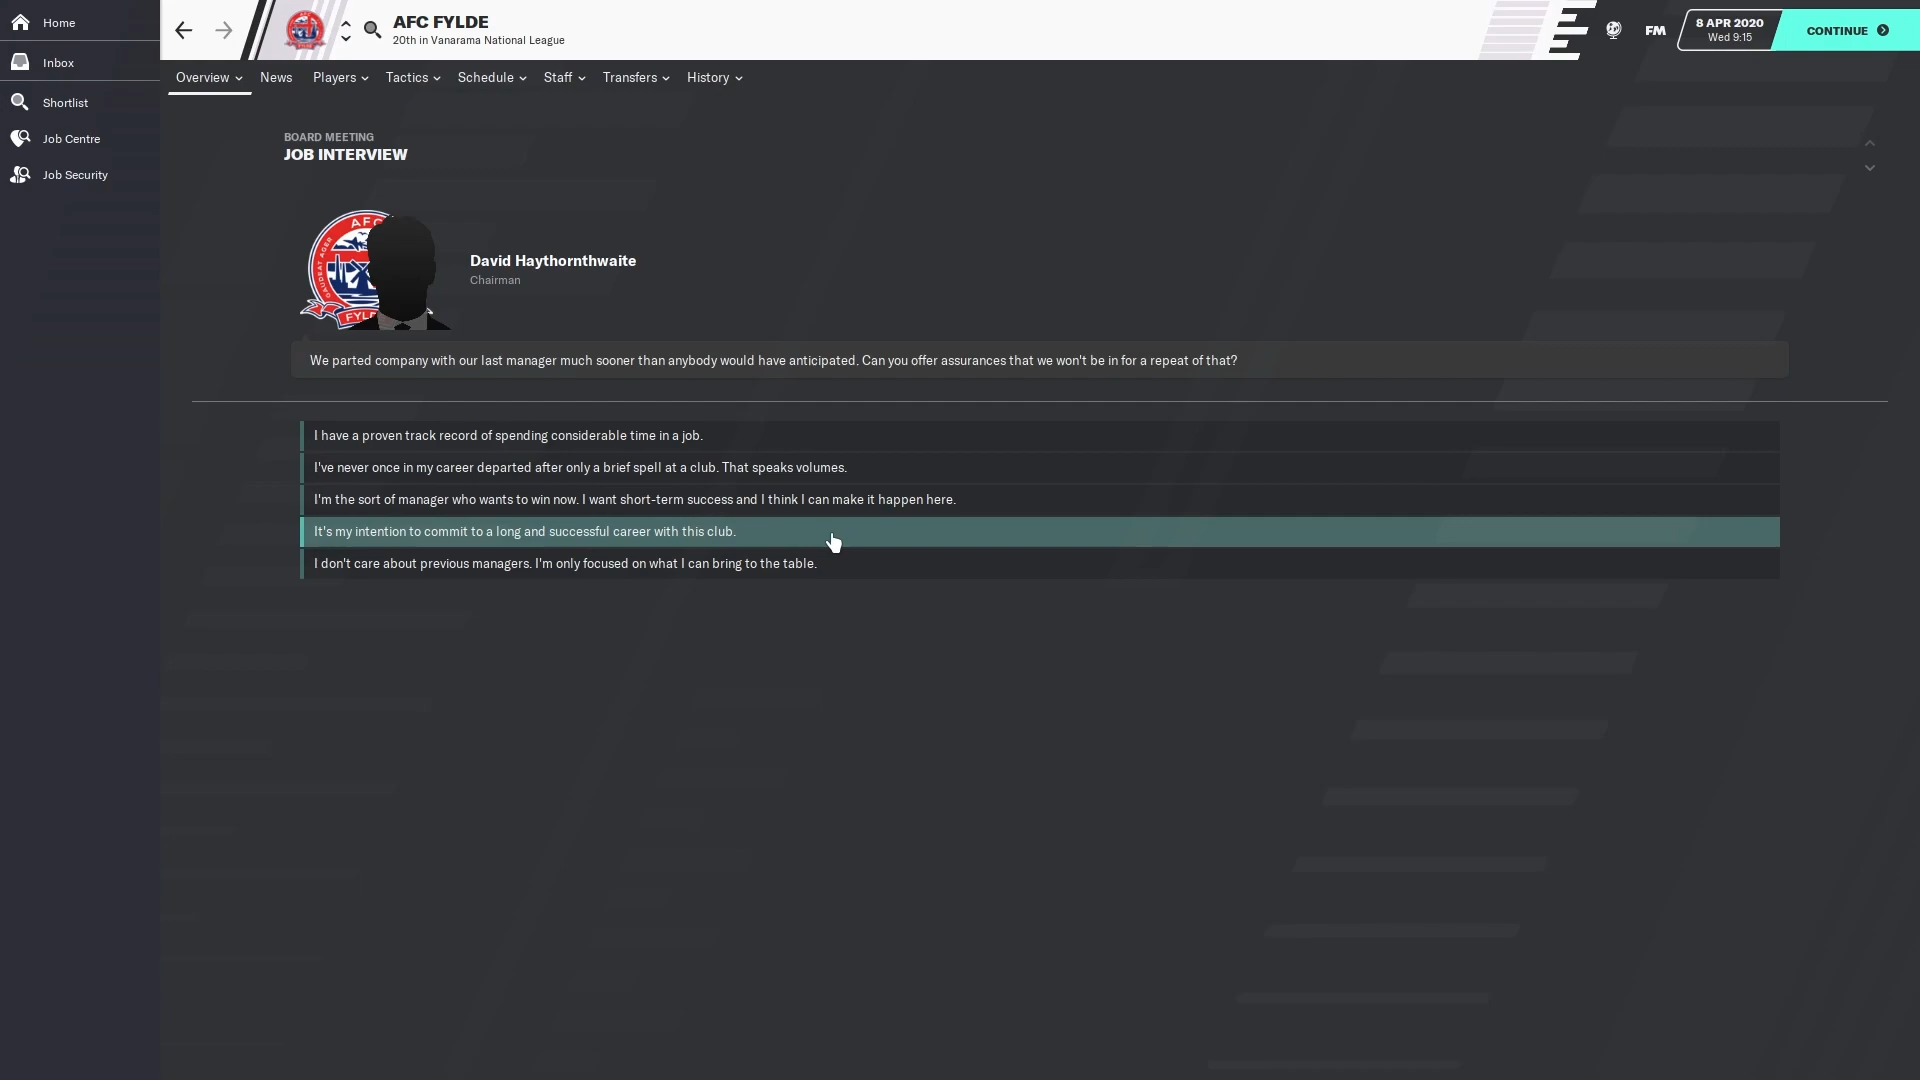 Home
Inbox
Shortlist
Job Centre
Job Security
AFC FYLDE
20th in Vanarama National League
FM
8 APR 2020
Wed 9:15
CONTINUE
Overview
News
Players
Tactics
Schedule
Staff
Transfers
History
BOARD MEETING
JOB INTERVIEW
David Haythornthwaite
Chairman
We parted company with our last manager much sooner than anybody would have anticipated. Can you offer assurances that we won't be in for a repeat of that?
I have a proven track record of spending considerable time in a job.
I've never once in my career departed after only a brief spell at a club. That speaks volumes.
I'm the sort of manager who wants to win now. I want short-term success and I think I can make it happen here.
It's my intention to commit to a long and successful career with this club.
I don't care about previous managers. I'm only focused on what I can bring to the table.